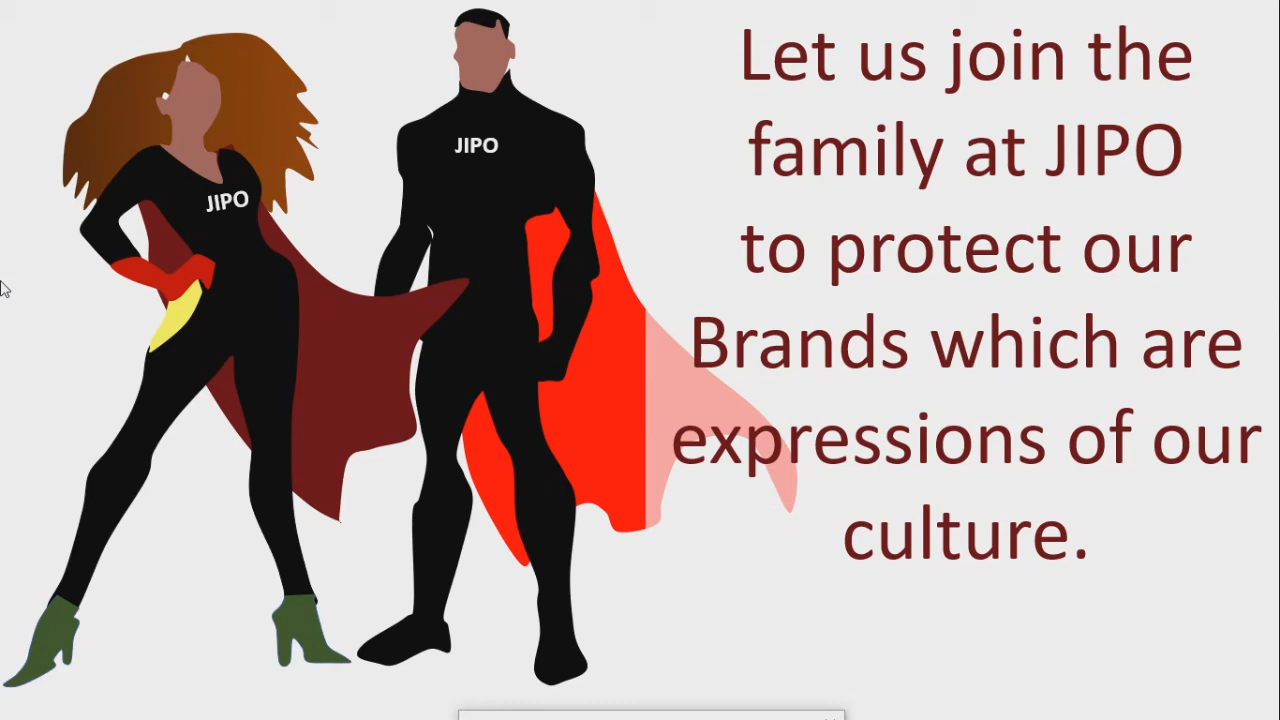 JIPO
JIPO
Let us join the
family at JIPO
to protect our
Brands which are
expressions of our
culture.